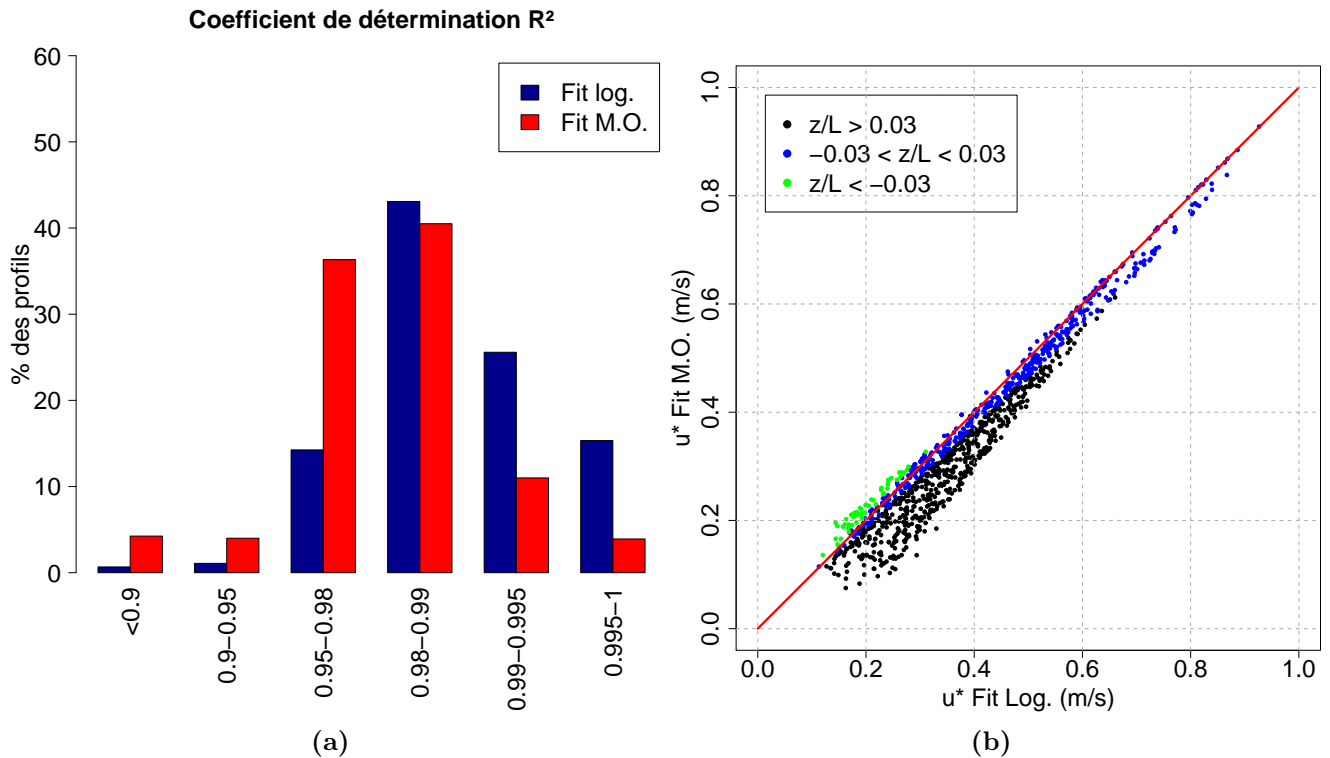 Coefficient de détermination R²
% des profils
60
50
40
30
20
10
0
Fit log.
Fit M.O.
<0.9
0.9−0.95
0.95−0.98
0.98−0.99
0.99−0.995
0.995−1
(a)
u* Fit M.O. (m/s)
1.0
0.8
0.6
0.4
0.2
0.0
z/L > 0.03
−0.03 < z/L < 0.03
z/L < −0.03
0.0 0.2 0.4 0.6 0.8 1.0
u* Fit Log. (m/s)
(b)